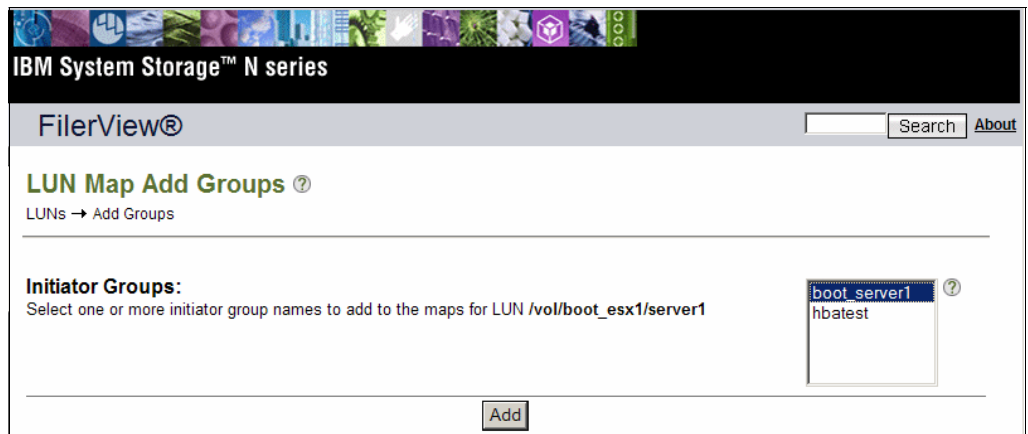 IBM System Storage™ N series
FilerView®
Search About
LUN Map Add Groups ?
LUNs → Add Groups
Initiator Groups:
Select one or more initiator group names to add to the maps for LUN /vol/boot_esx1/server1
boot_server1 ?
hbatest
Add